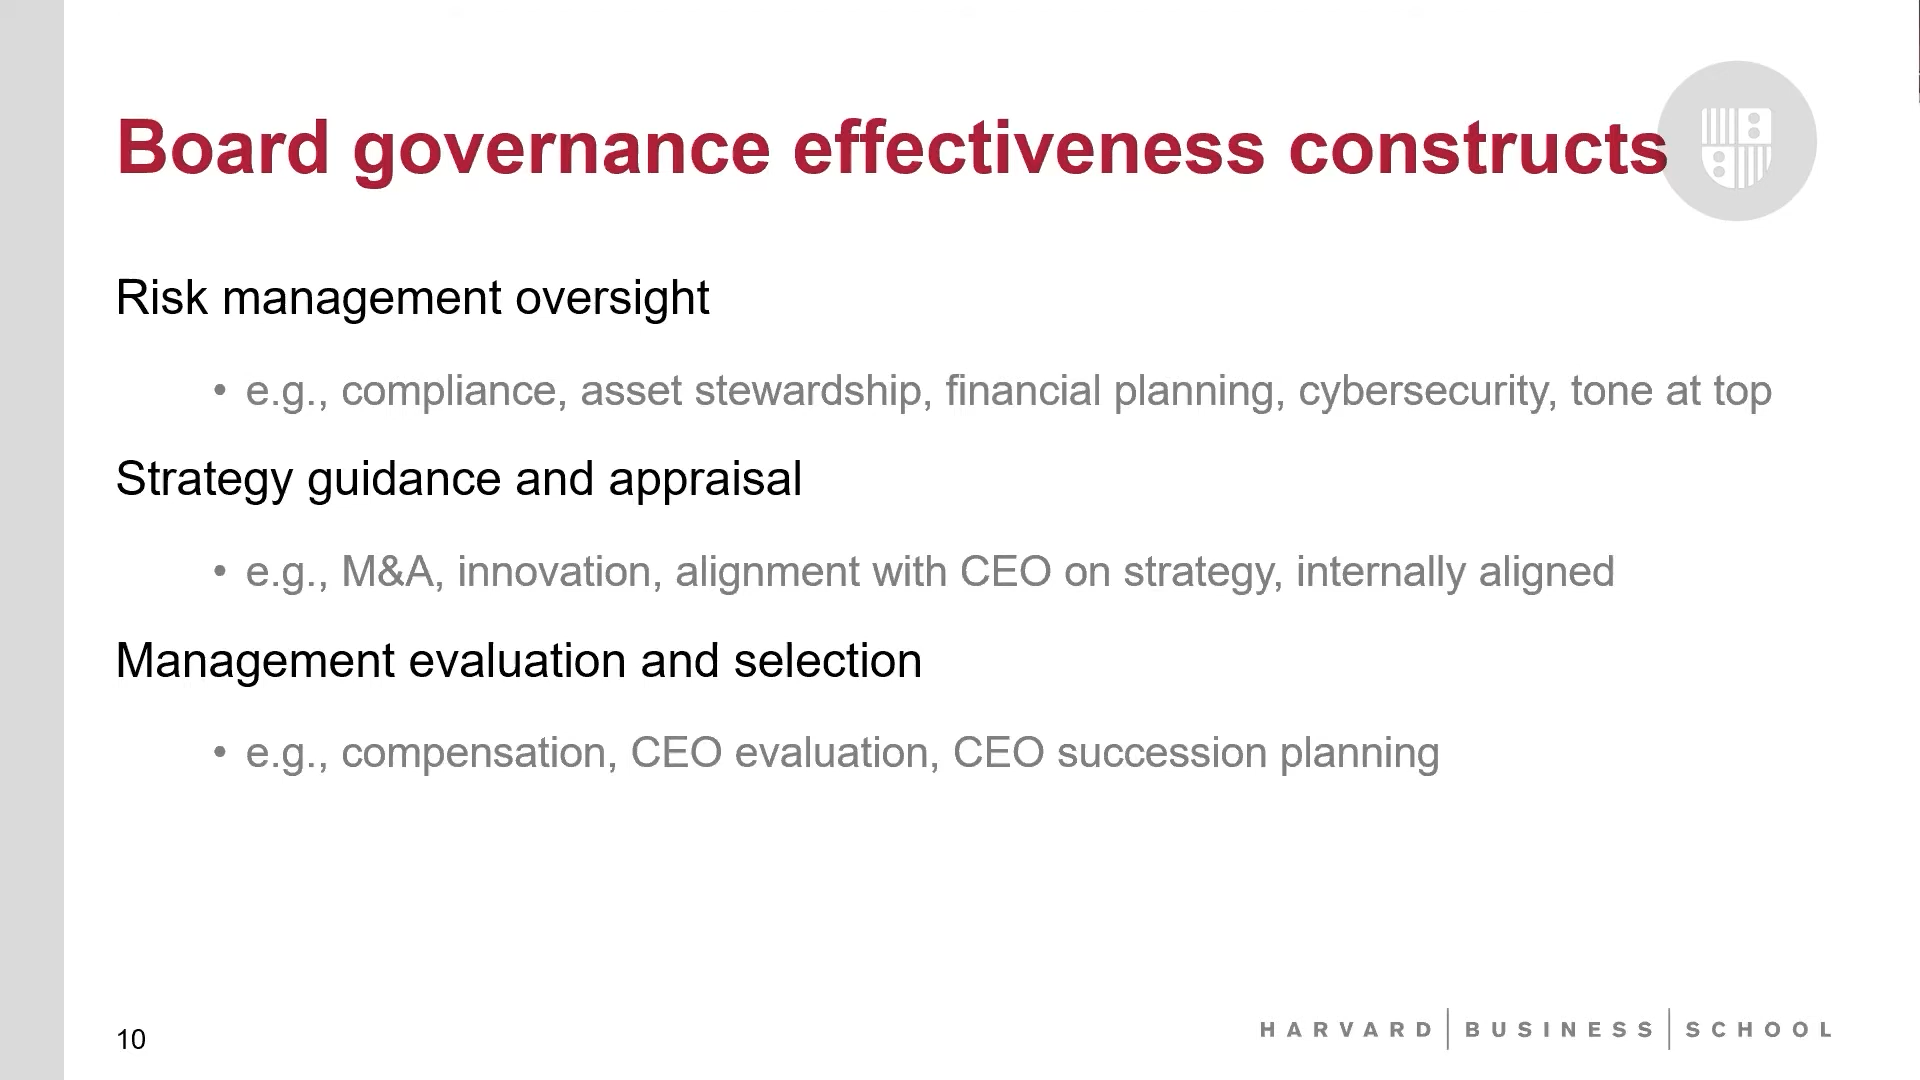 Board governance effectiveness constructs
Risk management oversight
• e.g., compliance, asset stewardship, financial planning, cybersecurity, tone at top
Strategy guidance and appraisal
• e.g., M&A, innovation, alignment with CEO on strategy, internally aligned
Management evaluation and selection
• e.g., compensation, CEO evaluation, CEO succession planning
10
HARVARD | BUSINESS | SCHOOL